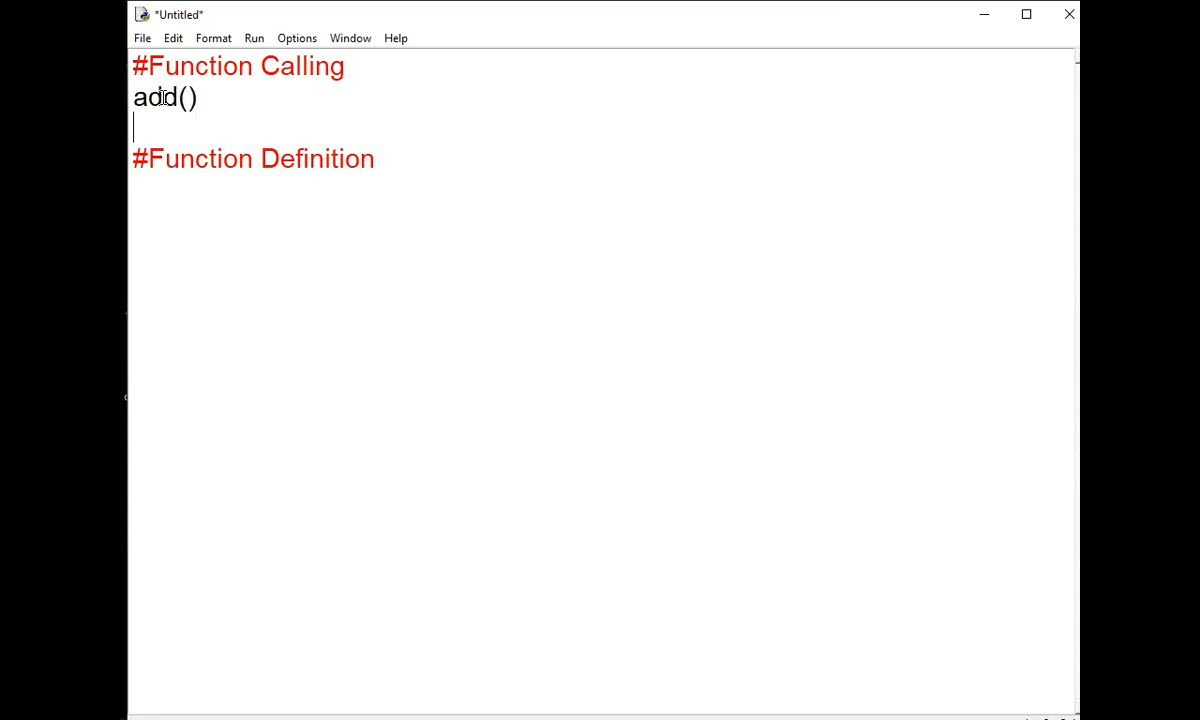 *Untitled*
File Edit Format Run Options Window Help
#Function Calling
add()
#Function Definition